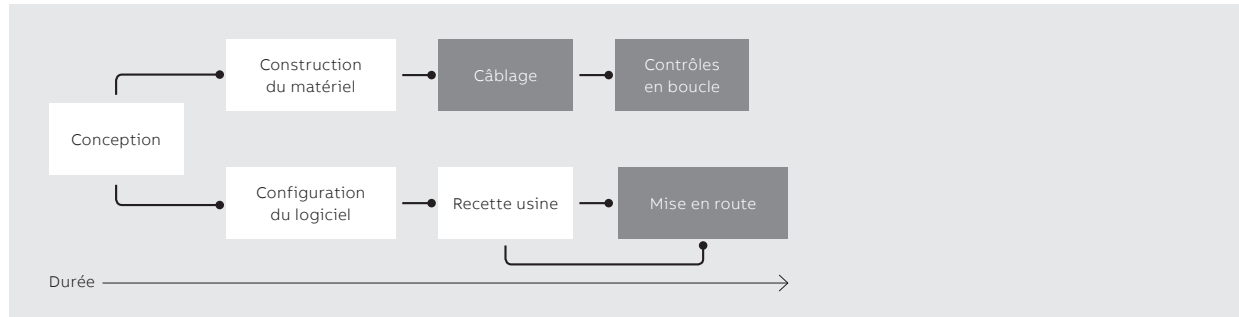 Construction
du matériel
Câblage
Contrôles
en boucle
Conception
Configuration
du logiciel
Recette usine
Mise en route
Durée